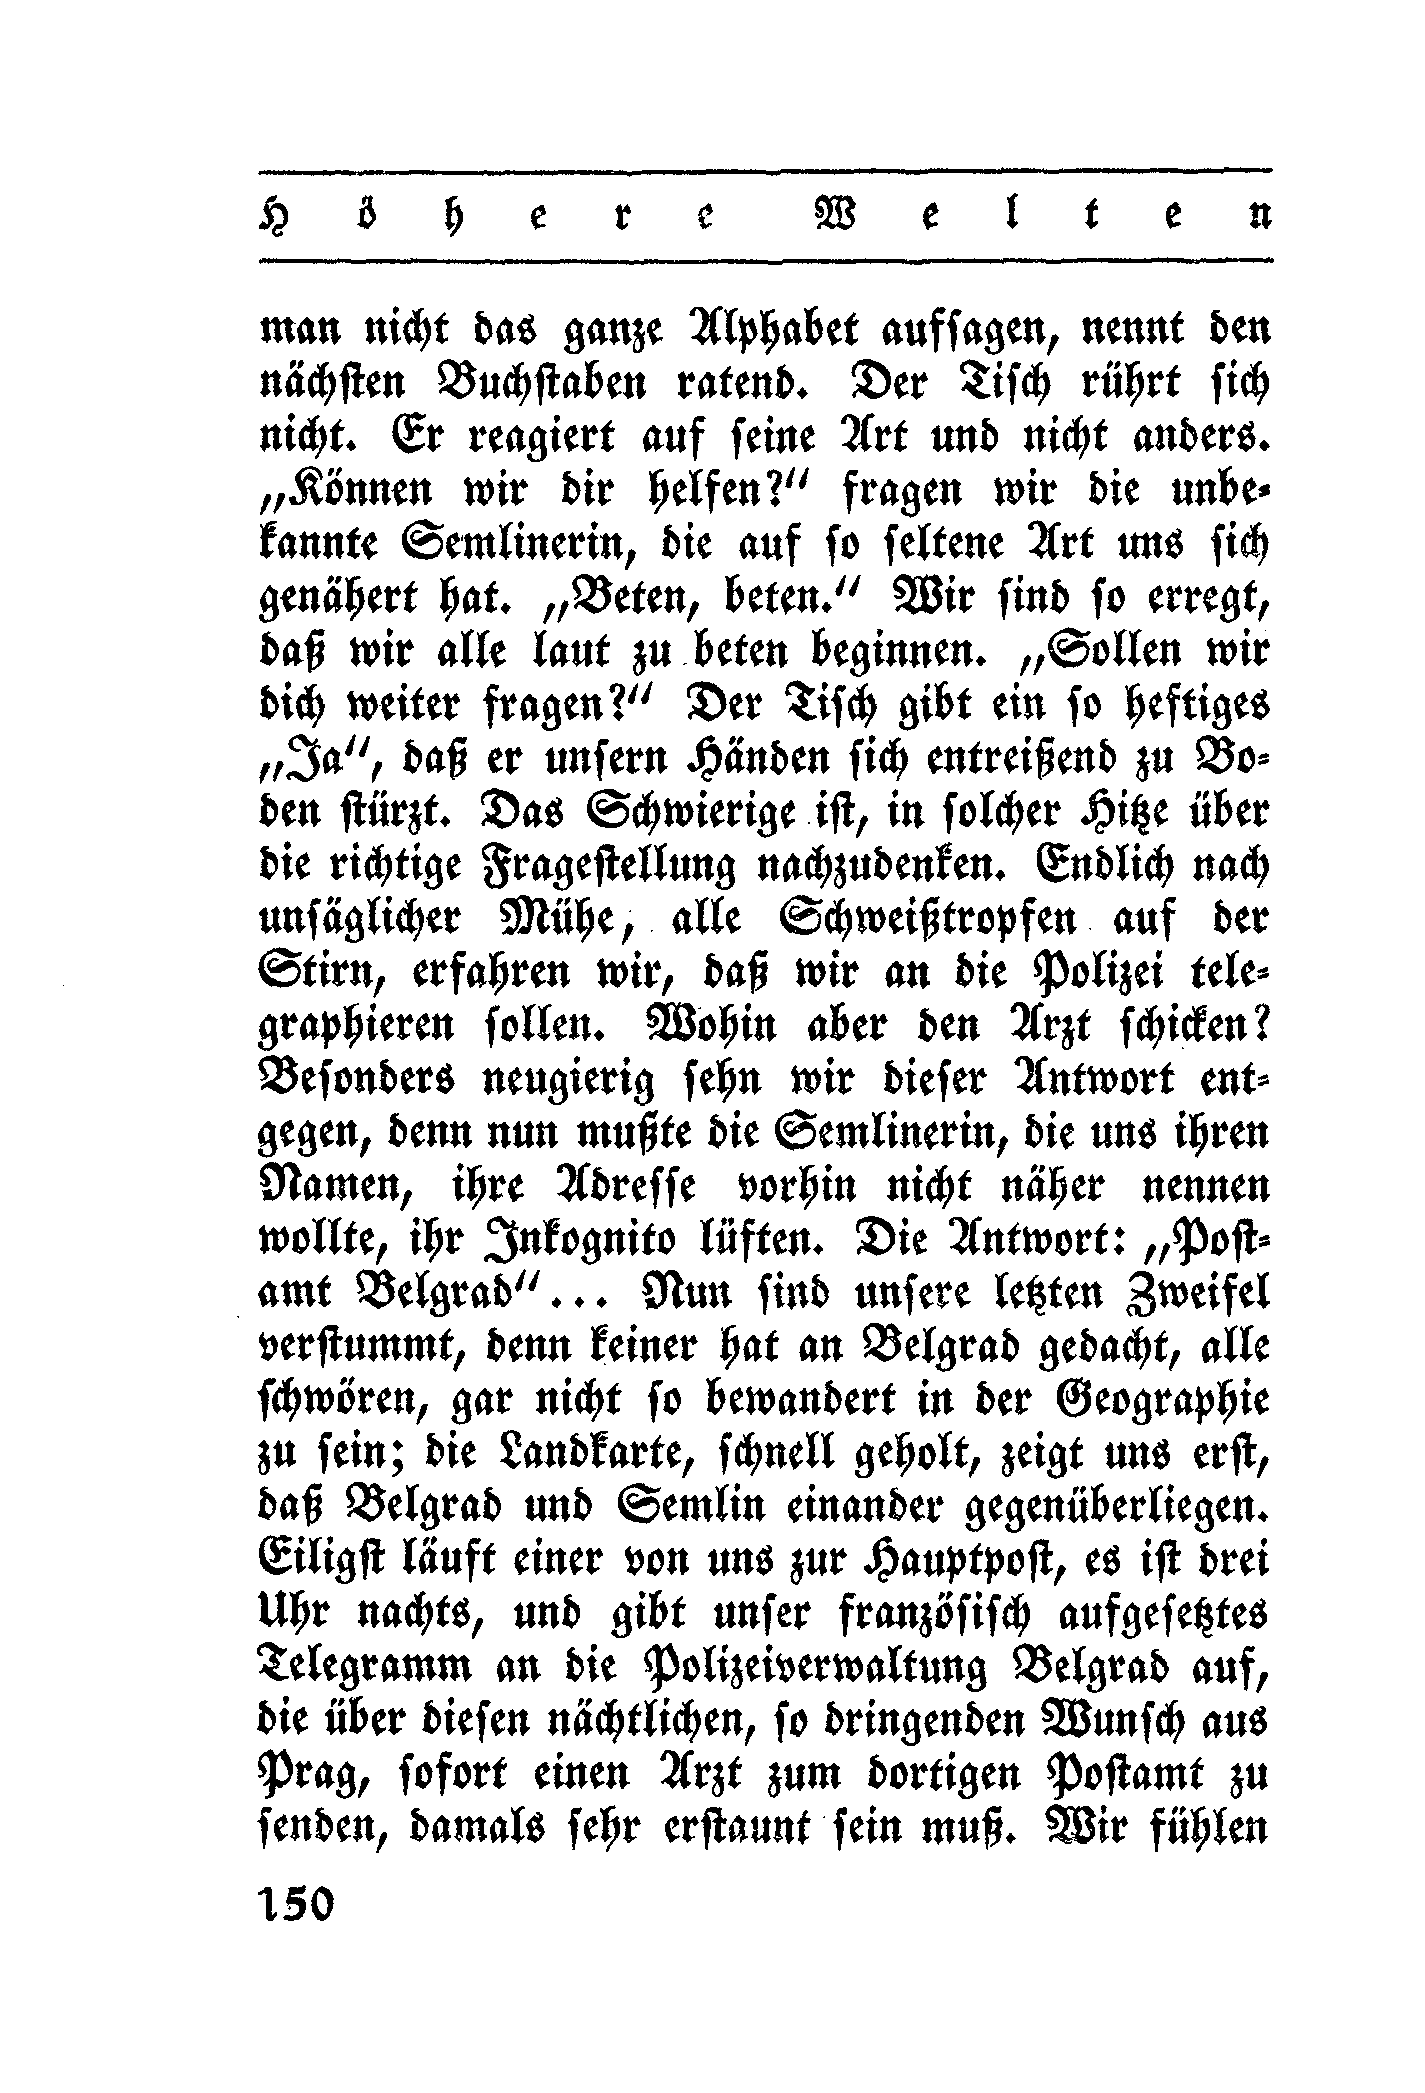 Höhere Welten
man nicht das ganze Alphabet aufsagen, nennt den
nächsten Buchstaben ratend. Der Tisch rührt sich
nicht. Er reagiert auf seine Art und nicht anders.
„Können wir dir helfen?“ fragen wir die unbe-
kannte Semlinerin, die auf so seltene Art uns sich
genähert hat. „Beten, beten.“ Wir sind so erregt,
daß wir alle laut zu beten beginnen. „Sollen wir
dich weiter fragen?“ Der Tisch gibt ein so heftiges
„Ja“, daß er unsern Händen sich entreißend zu Bo-
den stürzt. Das Schwierige ist, in solcher Hitze über
die richtige Fragestellung nachzudenken. Endlich nach
unsäglicher Mühe, alle Schweißtropfen auf der
Stirn, erfahren wir, daß wir an die Polizei tele-
graphieren sollen. Wohin aber den Arzt schicken?
Besonders neugierig sehn wir dieser Antwort ent-
gegen, denn nun mußte die Semlinerin, die uns ihren
Namen, ihre Adresse vorhin nicht näher nennen
wollte, ihr Inkognito lüften. Die Antwort: „Post-
amt Belgrad“... Nun sind unsere letzten Zweifel
verstummt, denn keiner hat an Belgrad gedacht, alle
schwören, gar nicht so bewandert in der Geographie
zu sein; die Landkarte, schnell geholt, zeigt uns erst,
daß Belgrad und Semlin einander gegenüberliegen.
Eiligst läuft einer von uns zur Hauptpost, es ist drei
Uhr nachts, und gibt unser französisch aufgesetztes
Telegramm an die Polizeiverwaltung Belgrad auf,
die über diesen nächtlichen, so dringenden Wunsch aus
Prag, sofort einen Arzt zum dortigen Postamt zu
senden, damals sehr erstaunt sein muß. Wir fühlen
150